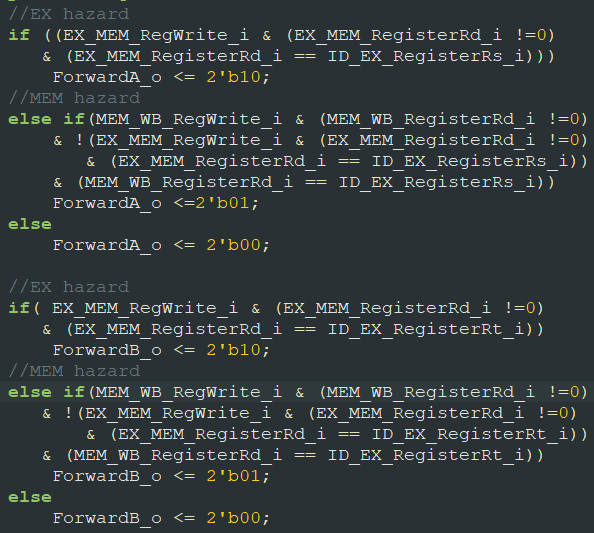 //EX hazard
if ((EX_MEM_RegWrite_i & (EX_MEM_RegisterRd_i !=0)
   & (EX_MEM_RegisterRd_i == ID_EX_RegisterRs_i)))
    ForwardA_o <= 2'b10;
//MEM hazard
else if(MEM_WB_RegWrite_i & (MEM_WB_RegisterRd_i !=0)
    & !(EX_MEM_RegWrite_i & (EX_MEM_RegisterRd_i !=0)
       & (EX_MEM_RegisterRd_i == ID_EX_RegisterRs_i))
    & (MEM_WB_RegisterRd_i == ID_EX_RegisterRs_i))
    ForwardA_o <=2'b01;
else
    ForwardA_o <= 2'b00;

//EX hazard
if( EX_MEM_RegWrite_i & (EX_MEM_RegisterRd_i !=0)
   & (EX_MEM_RegisterRd_i == ID_EX_RegisterRt_i))
    ForwardB_o <= 2'b10;
//MEM hazard
else if(MEM_WB_RegWrite_i & (MEM_WB_RegisterRd_i !=0)
   & !(EX_MEM_RegWrite_i & (EX_MEM_RegisterRd_i !=0)
       & (EX_MEM_RegisterRd_i == ID_EX_RegisterRt_i))
   & (MEM_WB_RegisterRd_i == ID_EX_RegisterRt_i))
    ForwardB_o <= 2'b01;
else
    ForwardB_o <= 2'b00;